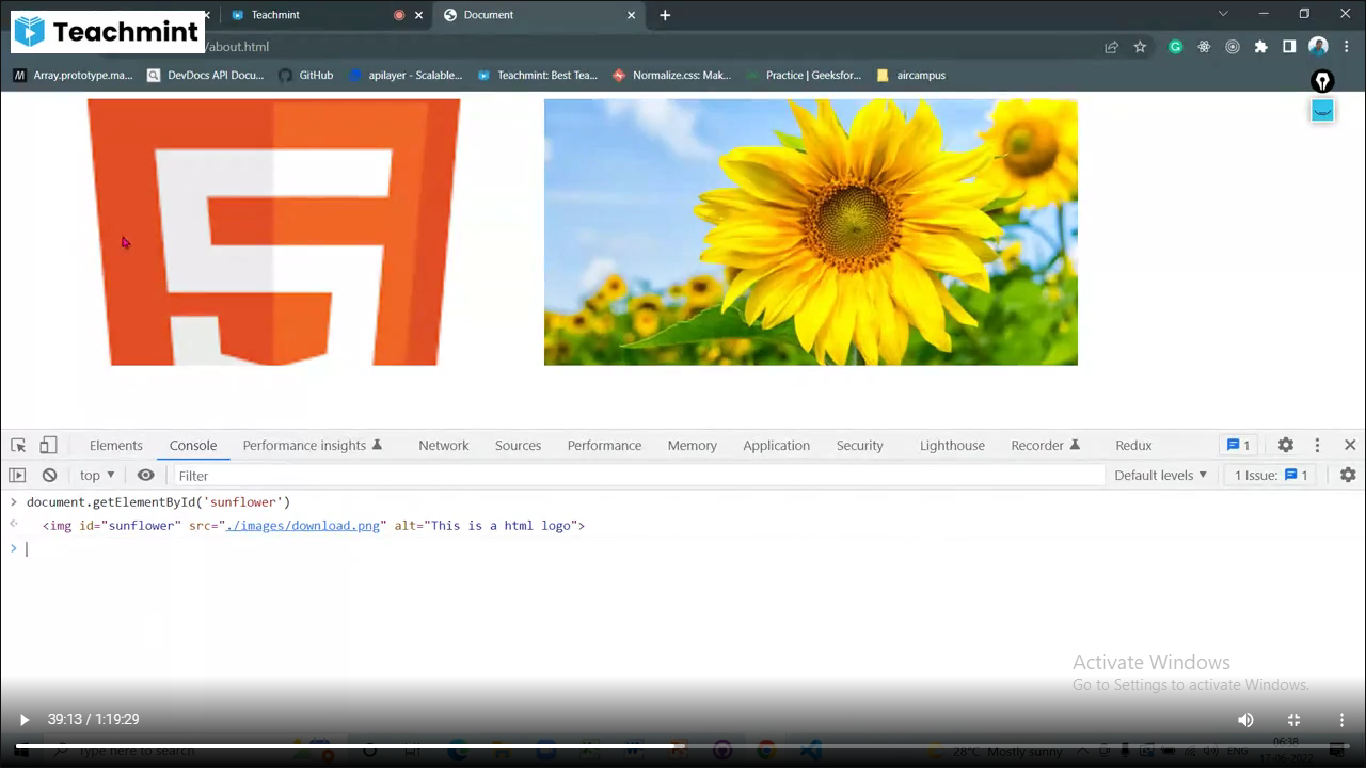 Teachmint
Teachmint
Document
/about.html
Array.prototype.ma...
DevDocs API Docu...
GitHub
apilayer - Scalable...
Teachmint: Best Tea...
Normalize.css: Mak...
Practice | Geeksfor...
aircampus
Elements
Console
Performance insights
Network
Sources
Performance
Memory
Application
Security
Lighthouse
Recorder
Redux
1
top
Filter
Default levels
1 Issue:
1
document.getElementById('sunflower')
<img id="sunflower" src="./images/download.png" alt="This is a html logo">
Activate Windows
Go to Settings to activate Windows.
39:13 / 1:19:29
Type here to search
28°C Mostly sunny
ENG
06:38
17-06-2022